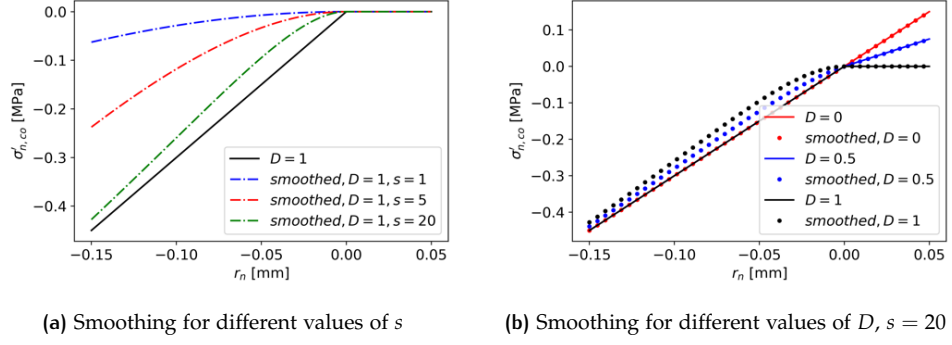 0.0
−0.1
−0.2
−0.3
−0.4
−0.15
−0.10
−0.05
0.00
0.05
σ′n,co [MPa]
rn [mm]
D = 1
smoothed, D = 1, s = 1
smoothed, D = 1, s = 5
smoothed, D = 1, s = 20
(a) Smoothing for different values of s
0.1
0.0
−0.1
−0.2
−0.3
−0.4
−0.15
−0.10
−0.05
0.00
0.05
σ′n,co [MPa]
rn [mm]
D = 0
smoothed, D = 0
D = 0.5
smoothed, D = 0.5
D = 1
smoothed, D = 1
(b) Smoothing for different values of D, s = 20